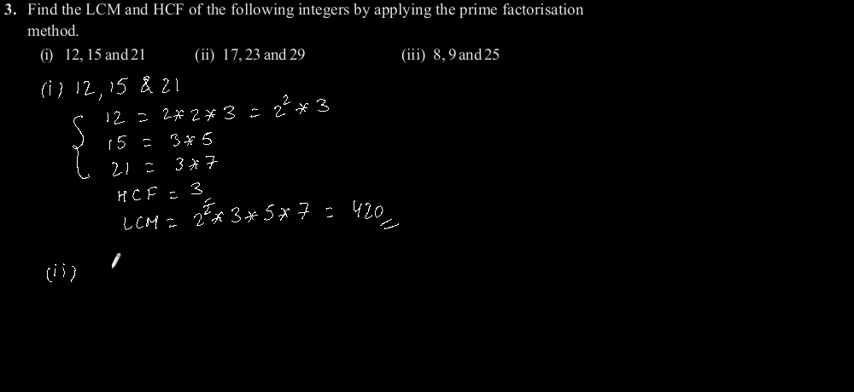 3. Find the LCM and HCF of the following integers by applying the prime factorisation
method.
(i) 12, 15 and 21 (ii) 17, 23 and 29 (iii) 8, 9 and 25
(i) 12, 15 & 21
12 = 2*2*3 = 2² * 3
15 = 3*5
21 = 3*7
HCF = 3
LCM = 2² * 3 * 5 * 7 = 420
(ii)